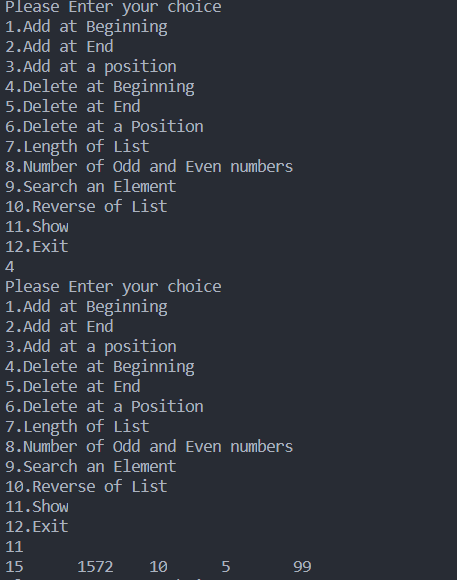 Please Enter your choice
1.Add at Beginning
2.Add at End
3.Add at a position
4.Delete at Beginning
5.Delete at End
6.Delete at a Position
7.Length of List
8.Number of Odd and Even numbers
9.Search an Element
10.Reverse of List
11.Show
12.Exit
4
Please Enter your choice
1.Add at Beginning
2.Add at End
3.Add at a position
4.Delete at Beginning
5.Delete at End
6.Delete at a Position
7.Length of List
8.Number of Odd and Even numbers
9.Search an Element
10.Reverse of List
11.Show
12.Exit
11
15      1572    10      5       99